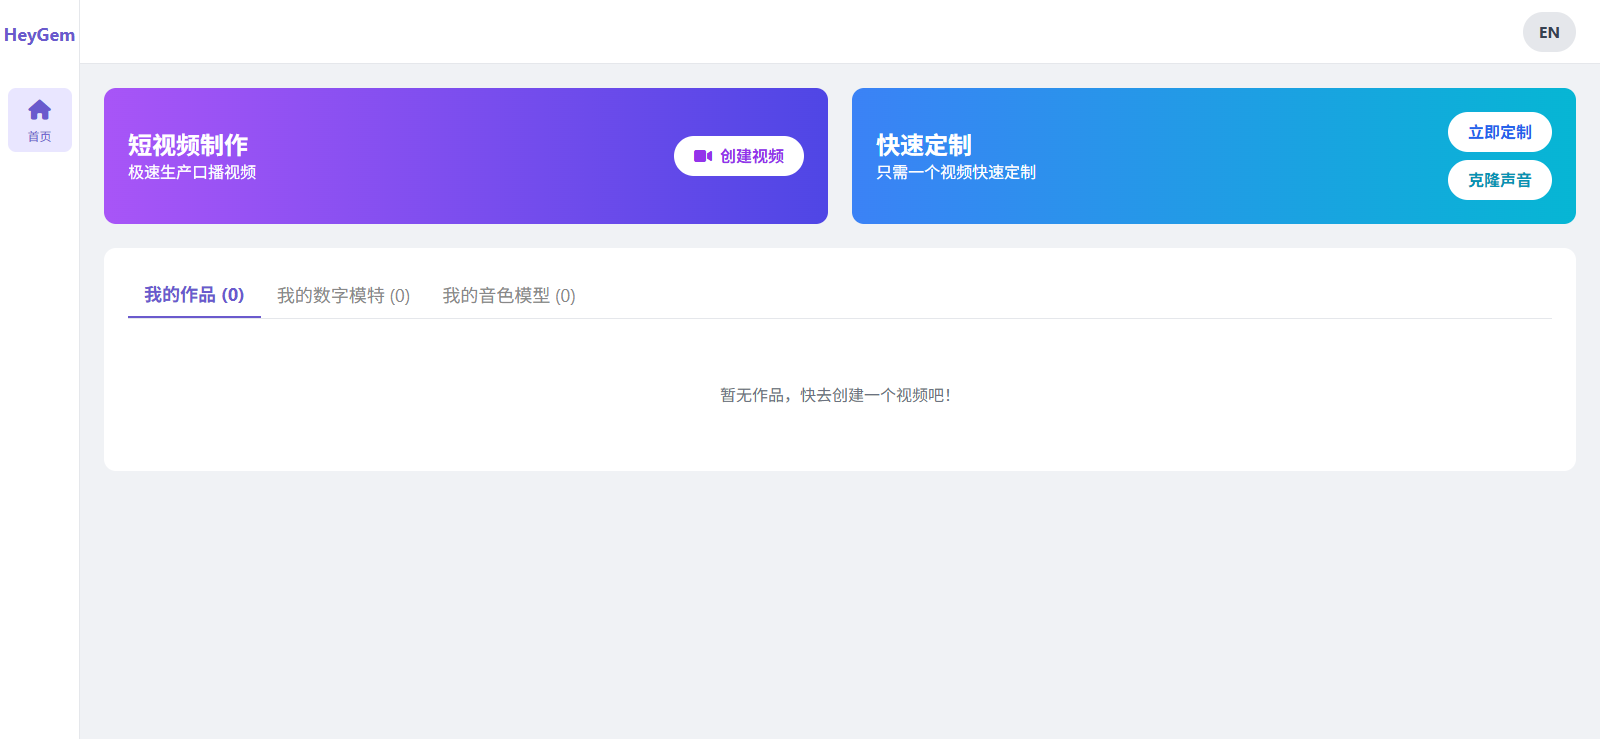 HeyGem
EN
首页
短视频制作
极速生产口播视频
创建视频
快速定制
只需一个视频快速定制
立即定制
克隆声音
我的作品 (0)
我的数字模特 (0)
我的音色模型 (0)
暂无作品，快去创建一个视频吧！